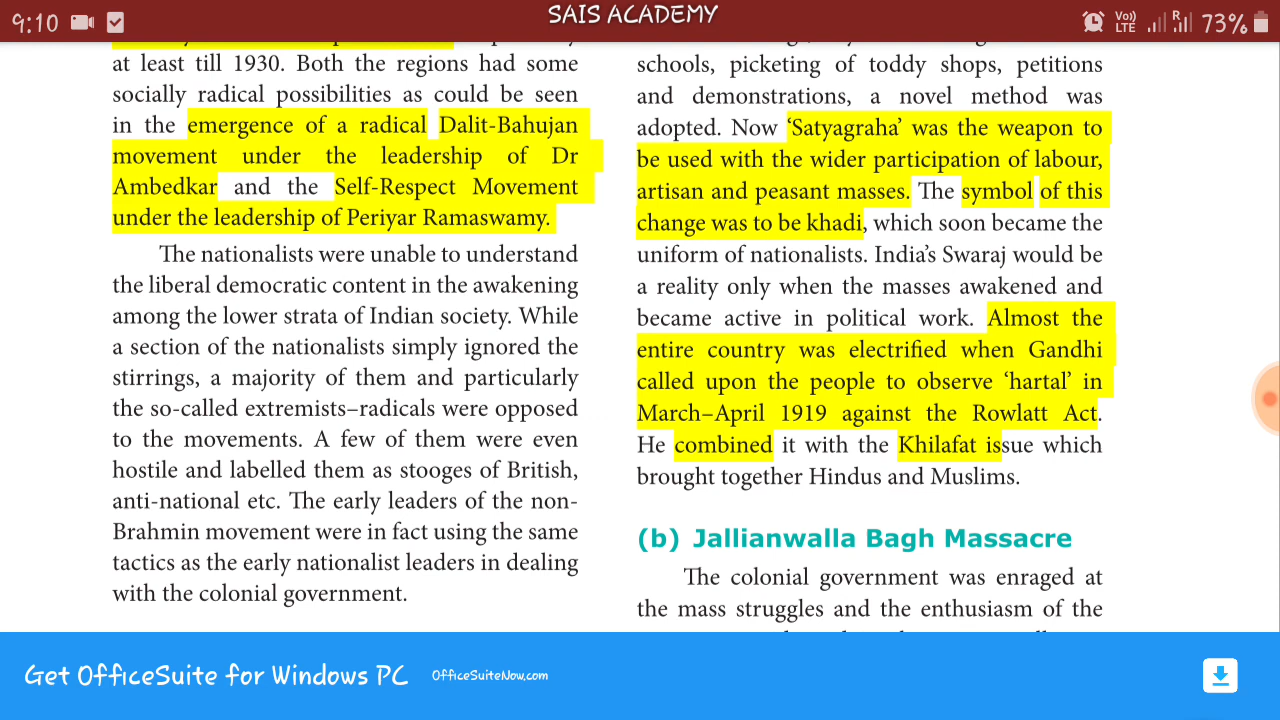 9:10
SAIS ACADEMY
Vo))
LTE
R
73%
at least till 1930. Both the regions had some
socially radical possibilities as could be seen
in the emergence of a radical Dalit-Bahujan
movement under the leadership of Dr
Ambedkar and the Self-Respect Movement
under the leadership of Periyar Ramaswamy.
The nationalists were unable to understand
the liberal democratic content in the awakening
among the lower strata of Indian society. While
a section of the nationalists simply ignored the
stirrings, a majority of them and particularly
the so-called extremists–radicals were opposed
to the movements. A few of them were even
hostile and labelled them as stooges of British,
anti-national etc. The early leaders of the non-
Brahmin movement were in fact using the same
tactics as the early nationalist leaders in dealing
with the colonial government.
schools, picketing of toddy shops, petitions
and demonstrations, a novel method was
adopted. Now ‘Satyagraha’ was the weapon to
be used with the wider participation of labour,
artisan and peasant masses. The symbol of this
change was to be khadi, which soon became the
uniform of nationalists. India’s Swaraj would be
a reality only when the masses awakened and
became active in political work. Almost the
entire country was electrified when Gandhi
called upon the people to observe ‘hartal’ in
March–April 1919 against the Rowlatt Act.
He combined it with the Khilafat issue which
brought together Hindus and Muslims.
(b) Jallianwalla Bagh Massacre
The colonial government was enraged at
the mass struggles and the enthusiasm of the
Get OfficeSuite for Windows PC
OfficeSuiteNow.com